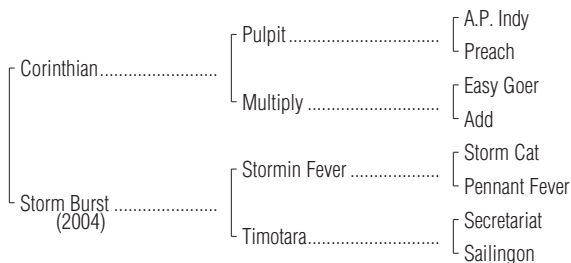 A.P. Indy
Pulpit
Preach
Corinthian
Easy Goer
Multiply
Add
Storm Cat
Stormin Fever
Pennant Fever
Storm Burst
(2004)
Secretariat
Timotara
Sailingon